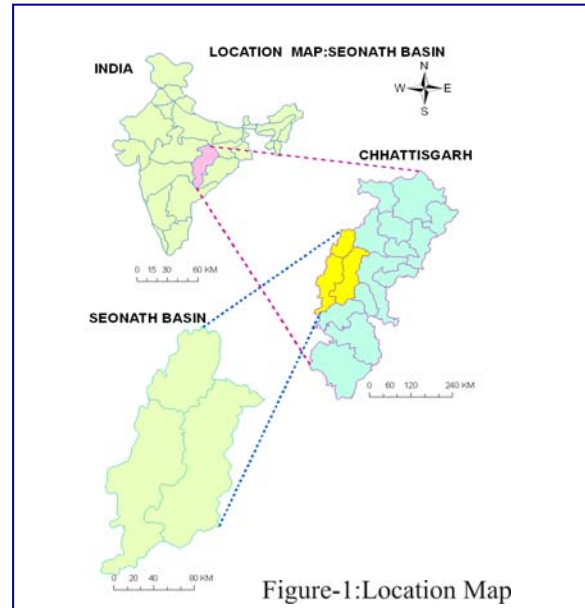 LOCATION MAP:SEONATH BASIN
INDIA
N
W E
S
CHHATTISGARH
0 15 30 60 KM
SEONATH BASIN
0 60 120 240 KM
0 20 40 80 KM
Figure-1:Location Map